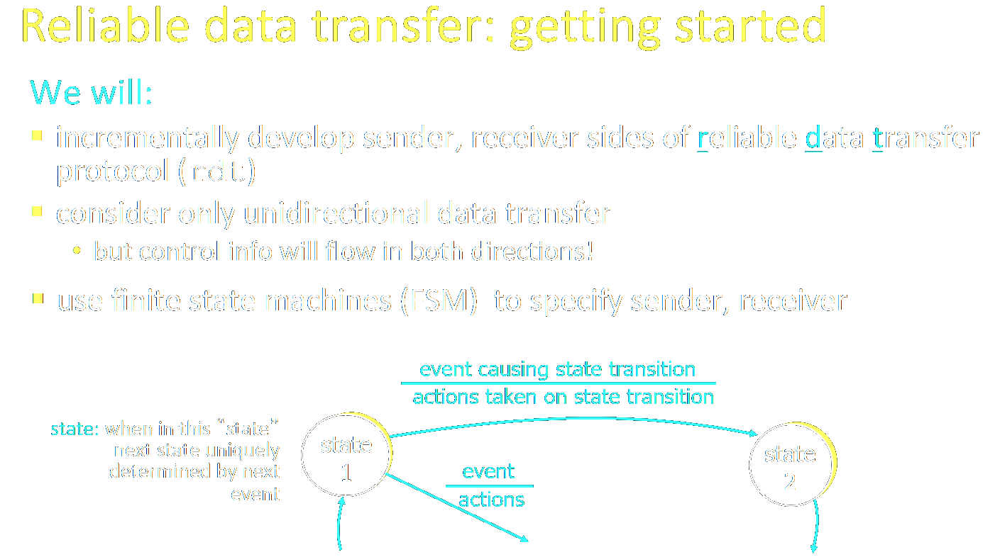 Reliable data transfer: getting started
We will:
▪ incrementally develop sender, receiver sides of reliable data transfer
protocol (rdt)
▪ consider only unidirectional data transfer
• but control info will flow in both directions!
▪ use finite state machines (FSM) to specify sender, receiver
event causing state transition
actions taken on state transition
state: when in this “state”
next state uniquely
determined by next
event
state
1
event
actions
state
2